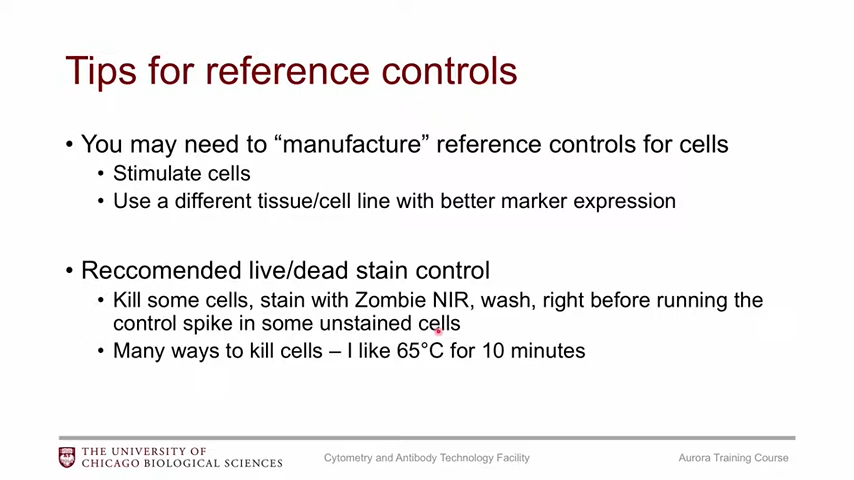 Tips for reference controls
• You may need to “manufacture” reference controls for cells
• Stimulate cells
• Use a different tissue/cell line with better marker expression
• Reccomended live/dead stain control
• Kill some cells, stain with Zombie NIR, wash, right before running the
control spike in some unstained cells
• Many ways to kill cells – I like 65°C for 10 minutes
THE UNIVERSITY OF
CHICAGO BIOLOGICAL SCIENCES
Cytometry and Antibody Technology Facility
Aurora Training Course